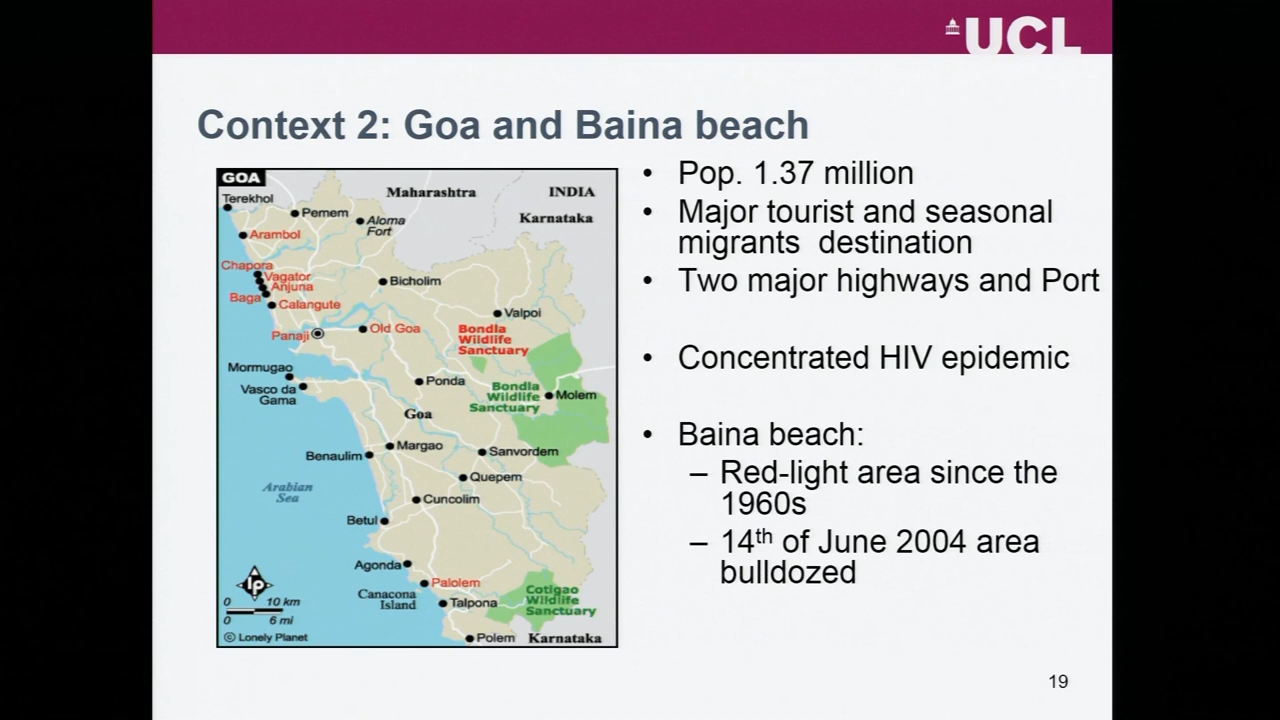 UCL
Context 2: Goa and Baina beach
GOA
Maharashtra
INDIA
Karnataka
Terekhol
Pemem
Aloma
Fort
Arambol
Chapora
Vagator
Anjuna
Baga
Calangute
Bicholim
Valpoi
Panaji
Old Goa
Bondla
Wildlife
Sanctuary
Mormugao
Vasco da
Gama
Ponda
Bondla
Wildlife
Sanctuary
Molem
Goa
Margao
Benaulim
Sanvordem
Quepem
Arabian
Sea
Cuncolim
Betul
Agonda
Palolem
Canacona
Island
Talpona
Cotigao
Wildlife
Sanctuary
Polem
Karnataka
lp
0 10 km
0 6 mi
© Lonely Planet
• Pop. 1.37 million
• Major tourist and seasonal
migrants destination
• Two major highways and Port
• Concentrated HIV epidemic
• Baina beach:
– Red-light area since the
1960s
– 14th of June 2004 area
bulldozed
19